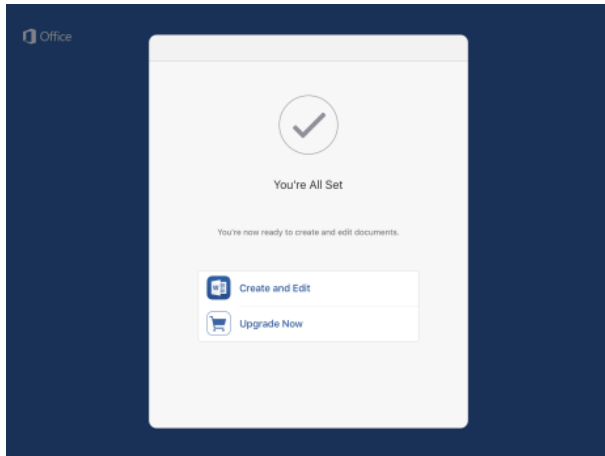 Office
You're All Set
You're now ready to create and edit documents.
Create and Edit
Upgrade Now